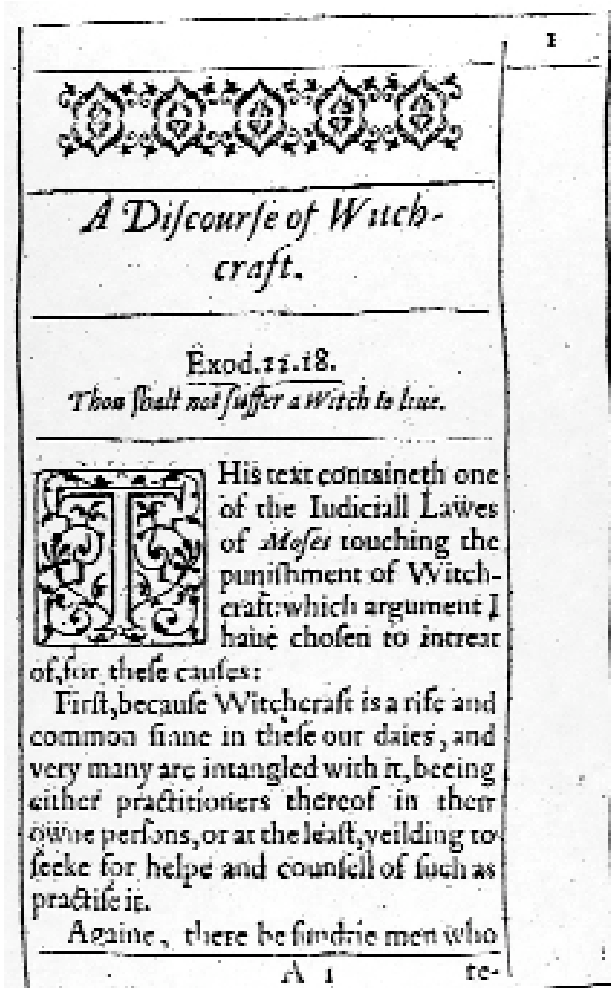 1
A Discourse of Witch-
craft.
Exod.22.18.
Thou shalt not suffer a Witch to liue.
THis text containeth one
of the Iudiciall Lawes
of Moses touching the
punishment of Witch-
craft: which argument I
haue chosen to intreat
of, for these causes:
First, because Witchcraft is a rife and
common sinne in these our daies, and
very many are intangled with it, beeing
either practitioners thereof in their
owne persons, or at the least, yeilding to
seeke for helpe and counsell of such as
practise it.
Againe, there be sundrie men who
A 1 te-